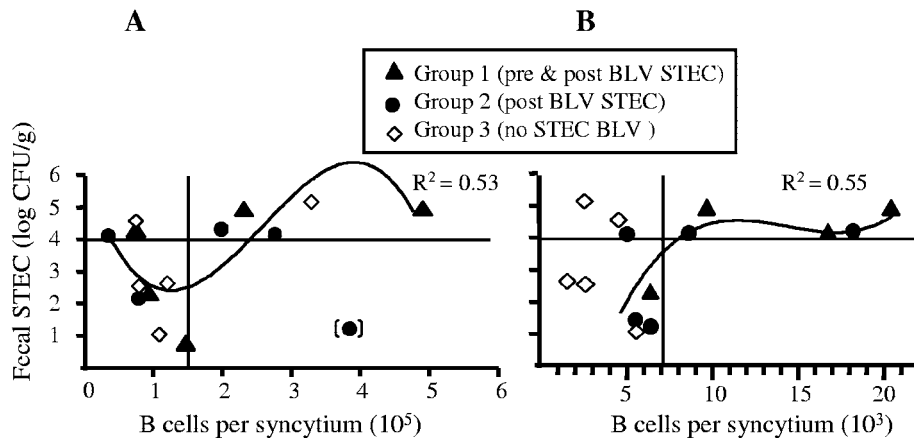 A
B
Group 1 (pre & post BLV STEC)
Group 2 (post BLV STEC)
Group 3 (no STEC BLV )
Fecal STEC (log CFU/g)
6
5
4
3
2
1
R² = 0.53
0 1 2 3 4 5 6
B cells per syncytium (10⁵)
R² = 0.55
5 10 15 20
B cells per syncytium (10³)